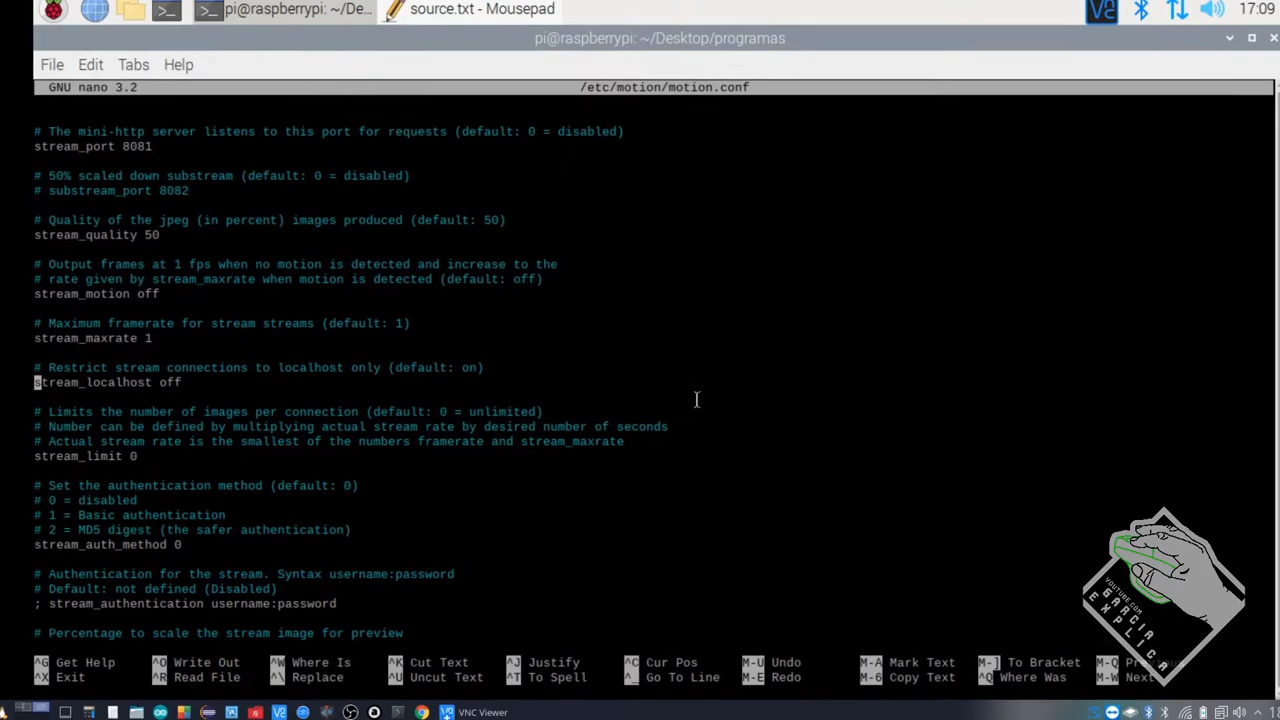 pi@raspberrypi: ~/De...
source.txt - Mousepad
17:09
pi@raspberrypi: ~/Desktop/programas
File Edit Tabs Help
GNU nano 3.2 /etc/motion/motion.conf
# The mini-http server listens to this port for requests (default: 0 = disabled)
stream_port 8081
# 50% scaled down substream (default: 0 = disabled)
# substream_port 8082
# Quality of the jpeg (in percent) images produced (default: 50)
stream_quality 50
# Output frames at 1 fps when no motion is detected and increase to the
# rate given by stream_maxrate when motion is detected (default: off)
stream_motion off
# Maximum framerate for stream streams (default: 1)
stream_maxrate 1
# Restrict stream connections to localhost only (default: on)
stream_localhost off
# Limits the number of images per connection (default: 0 = unlimited)
# Number can be defined by multiplying actual stream rate by desired number of seconds
# Actual stream rate is the smallest of the numbers framerate and stream_maxrate
stream_limit 0
# Set the authentication method (default: 0)
# 0 = disabled
# 1 = Basic authentication
# 2 = MD5 digest (the safer authentication)
stream_auth_method 0
# Authentication for the stream. Syntax username:password
# Default: not defined (Disabled)
; stream_authentication username:password
# Percentage to scale the stream image for preview
^G Get Help ^O Write Out ^W Where Is ^K Cut Text ^J Justify ^C Cur Pos M-U Undo M-A Mark Text M-] To Bracket M-Q
^X Exit ^R Read File ^\ Replace ^U Uncut Text ^T To Spell ^_ Go To Line M-E Redo M-6 Copy Text ^Q Where Was M-W Next
YOUTUBE.COM
GARCIA
EXPLICA
VNC Viewer